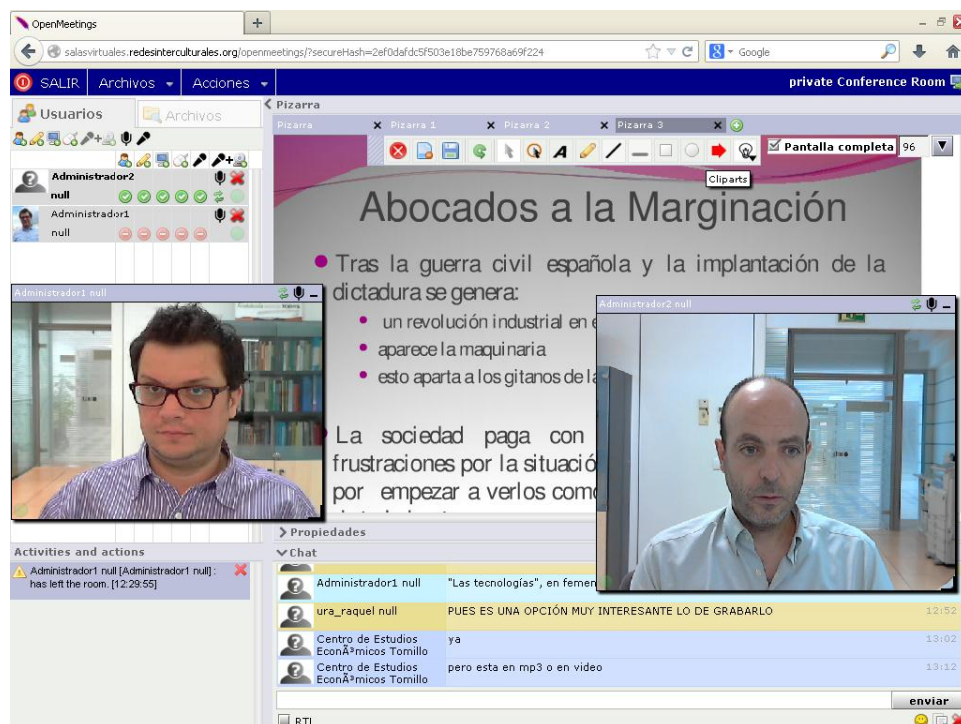 OpenMeetings
salasvirtuales.redesinterculturales.org/openmeetings/?secureHash=2ef0dafdc5f503e18be759768a69f224
Google
SALIR Archivos Acciones private Conference Room
Usuarios Archivos
Pizarra
Pizarra Pizarra 1 Pizarra 2 Pizarra 3
Pantalla completa 96
Cliparts
Administrador2
null
Administrador1
null
Abocados a la Marginación
Tras la guerra civil española y la implantación de la
dictadura se genera:
un revolución industrial en e
aparece la maquinaria
esto aparta a los gitanos de la
La sociedad paga con
frustraciones por la situació
por empezar a verlos como
Administrador1 null
Administrador2 null
Propiedades
Activities and actions
Administrador1 null [Administrador1 null] :
has left the room. [12:29:55]
Chat
Administrador1 null "Las tecnologías", en femen
ura_raquel null PUES ES UNA OPCIÓN MUY INTERESANTE LO DE GRABARLO 12:52
Centro de Estudios
EconÃ³micos Tomillo ya 13:02
Centro de Estudios
EconÃ³micos Tomillo pero esta en mp3 o en video 13:12
enviar
RTL